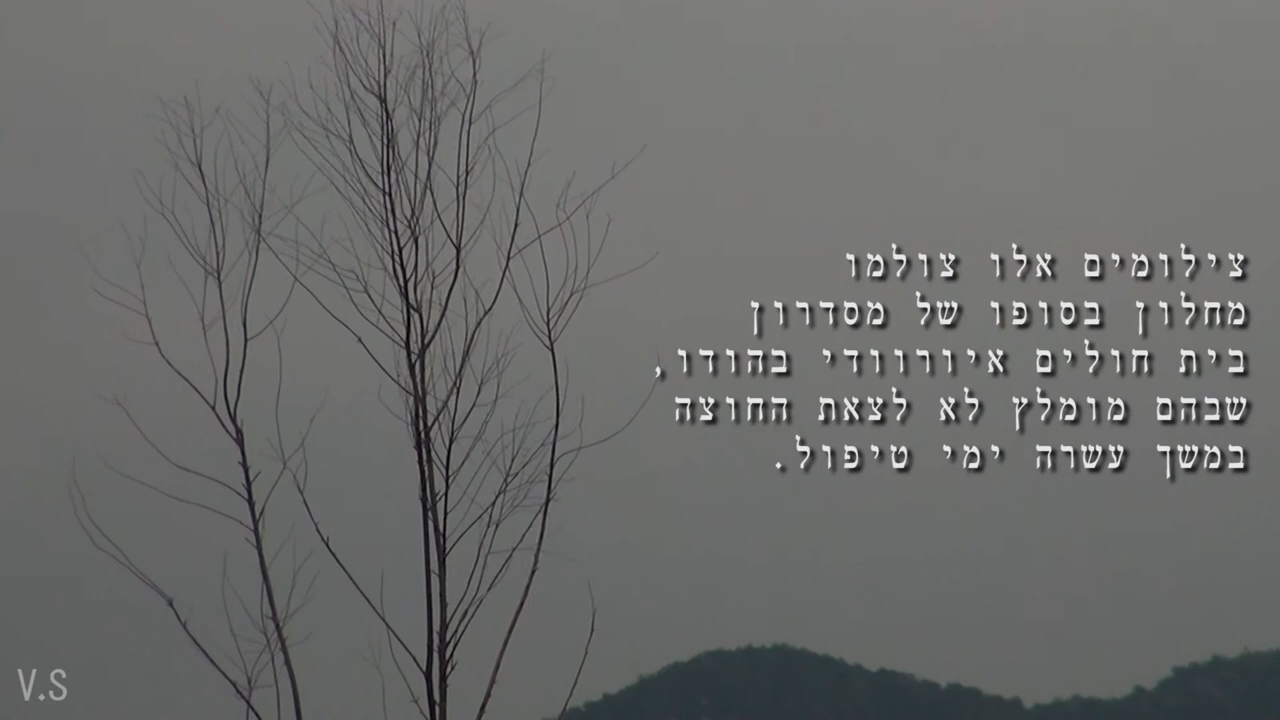 צילומים אלו צולמו
מחלון בסופו של מסדרון
בית חולים איורוודי בהודו,
שבהם מומלץ לא לצאת החוצה
במשך עשרה ימי טיפול.
V.S